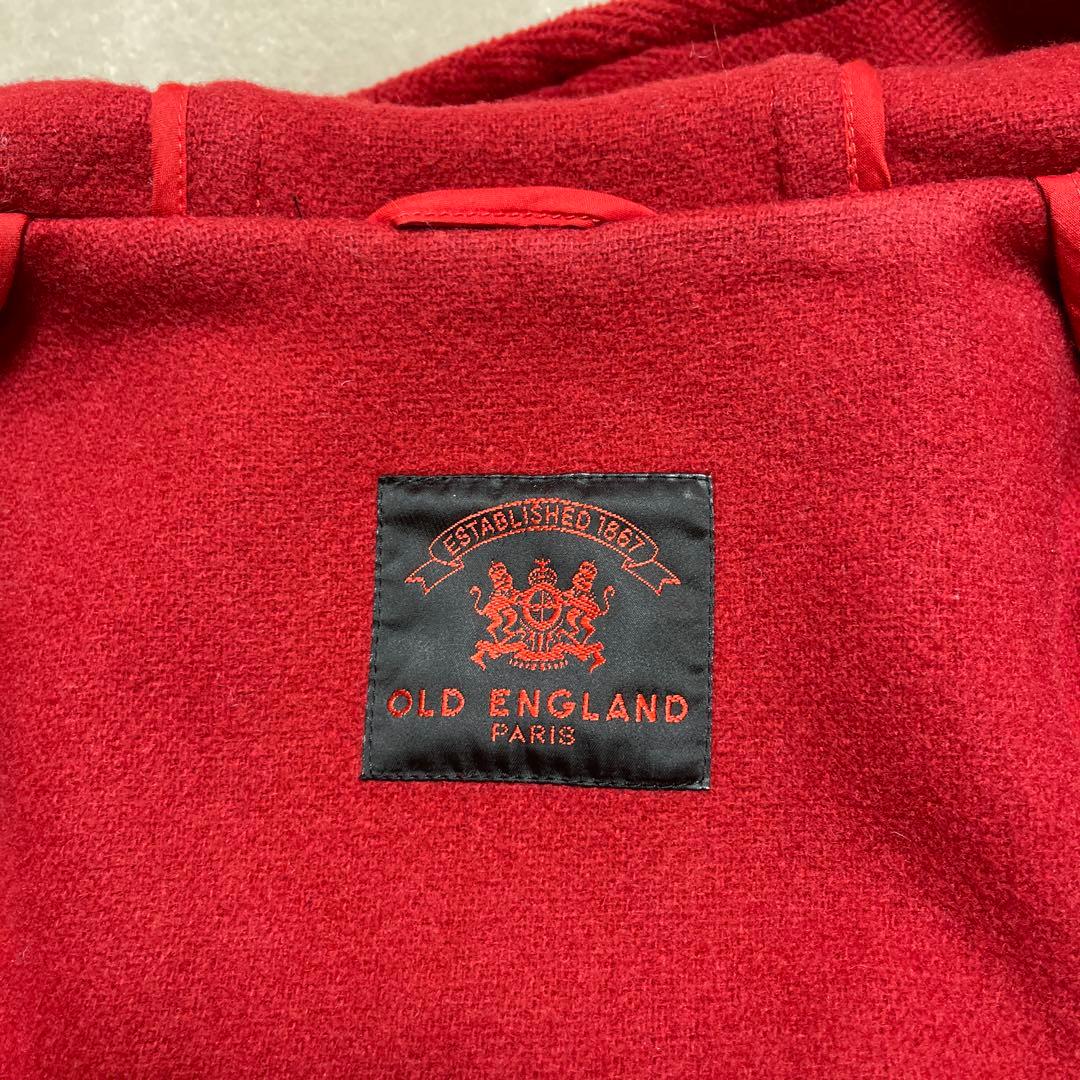 ESTABLISHED 1867
OLD ENGLAND
PARIS